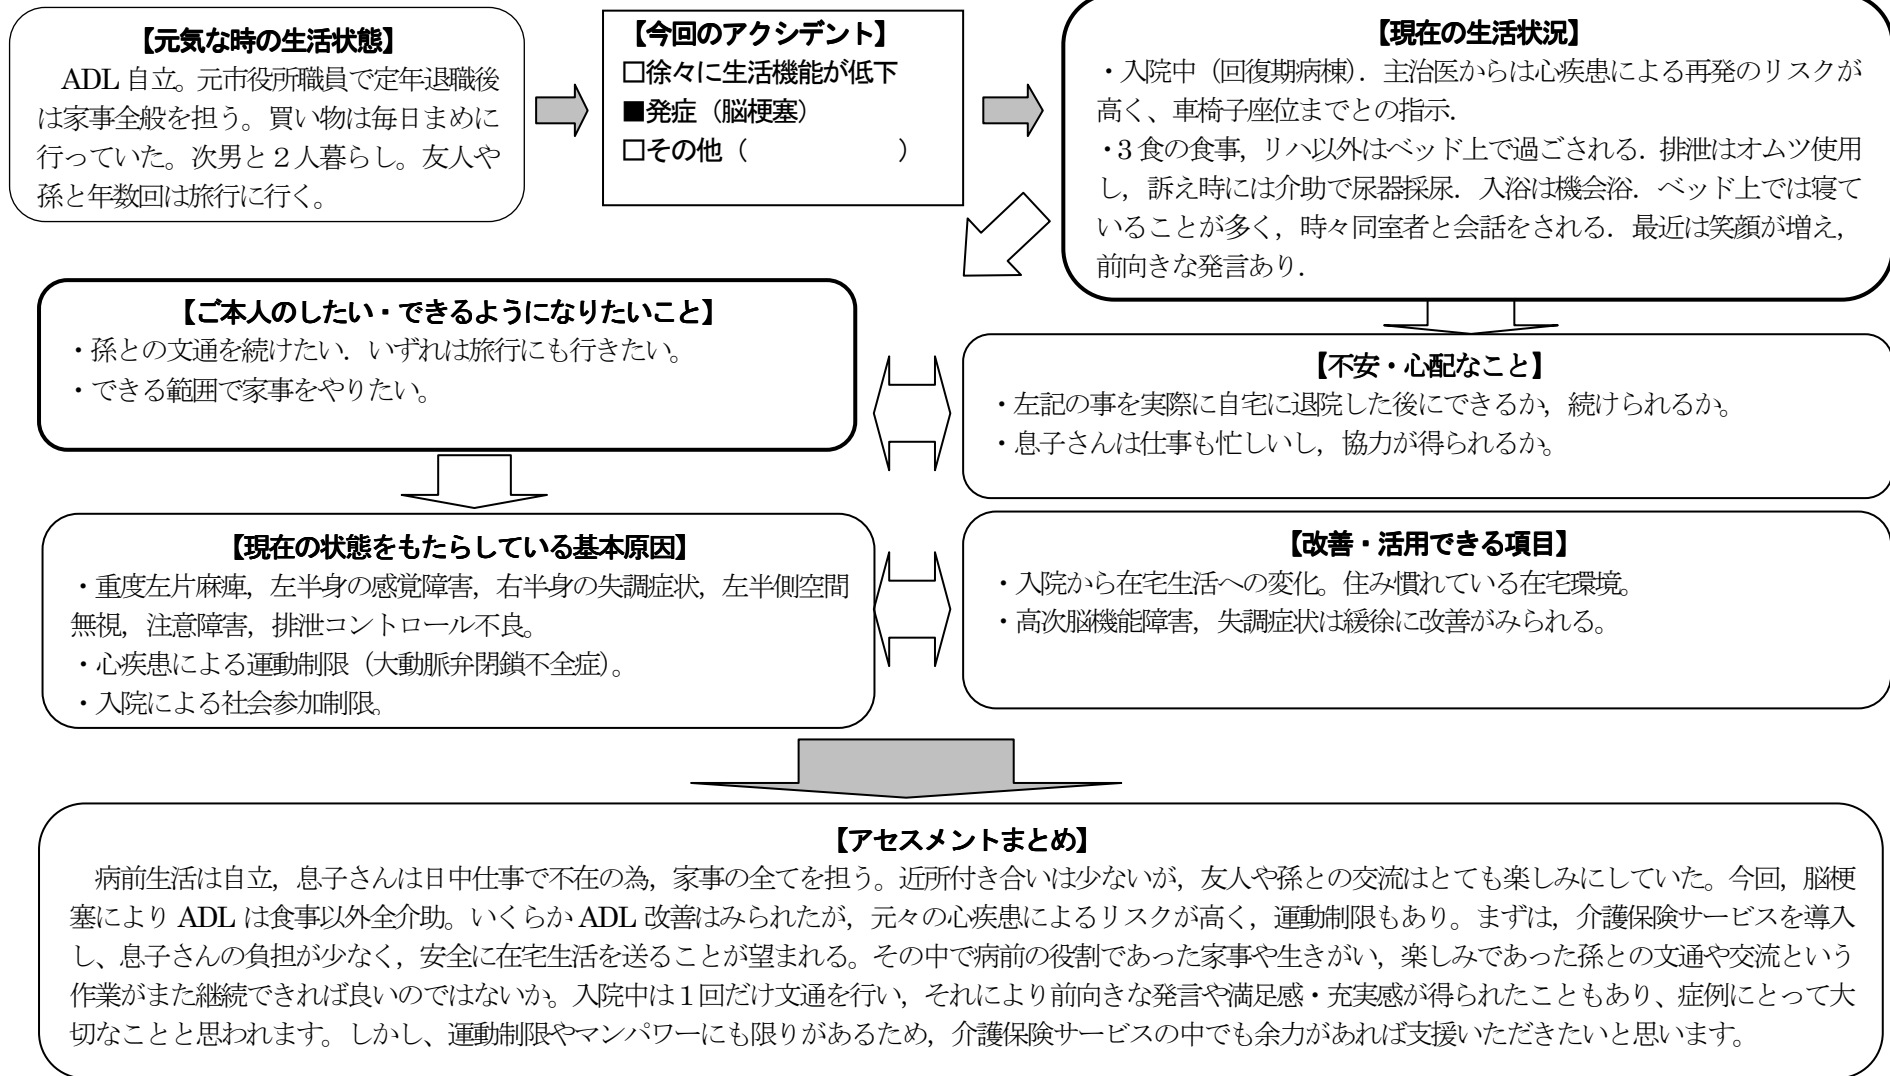 【元気な時の生活状態】
ADL 自立。元市役所職員で定年退職後
は家事全般を担う。買い物は毎日まめに
行っていた。次男と２人暮らし。友人や
孫と年数回は旅行に行く。
【今回のアクシデント】
□徐々に生活機能が低下
■発症（脳梗塞）
□その他（　　　　　　）
【現在の生活状況】
・入院中（回復期病棟）．主治医からは心疾患による再発のリスクが
高く、車椅子座位までとの指示．
・3 食の食事，リハ以外はベッド上で過ごされる．排泄はオムツ使用
し，訴え時には介助で尿器採尿．入浴は機会浴．ベッド上では寝て
いることが多く，時々同室者と会話をされる．最近は笑顔が増え，
前向きな発言あり．
【ご本人のしたい・できるようになりたいこと】
・孫との文通を続けたい．いずれは旅行にも行きたい。
・できる範囲で家事をやりたい。
【不安・心配なこと】
・左記の事を実際に自宅に退院した後にできるか，続けられるか。
・息子さんは仕事も忙しいし，協力が得られるか。
【現在の状態をもたらしている基本原因】
・重度左片麻痺，左半身の感覚障害，右半身の失調症状，左半側空間
無視，注意障害，排泄コントロール不良。
・心疾患による運動制限（大動脈弁閉鎖不全症）。
・入院による社会参加制限。
【改善・活用できる項目】
・入院から在宅生活への変化。住み慣れている在宅環境。
・高次脳機能障害，失調症状は緩徐に改善がみられる。
【アセスメントまとめ】
病前生活は自立，息子さんは日中仕事で不在の為，家事の全てを担う。近所付き合いは少ないが，友人や孫との交流はとても楽しみにしていた。今回，脳梗
塞により ADL は食事以外全介助。いくらか ADL 改善はみられたが，元々の心疾患によるリスクが高く，運動制限もあり。まずは，介護保険サービスを導入
し、息子さんの負担が少なく，安全に在宅生活を送ることが望まれる。その中で病前の役割であった家事や生きがい，楽しみであった孫との文通や交流という
作業がまた継続できれば良いのではないか。入院中は１回だけ文通を行い，それにより前向きな発言や満足感・充実感が得られたこともあり、症例にとって大
切なことと思われます。しかし、運動制限やマンパワーにも限りがあるため，介護保険サービスの中でも余力があれば支援いただきたいと思います。